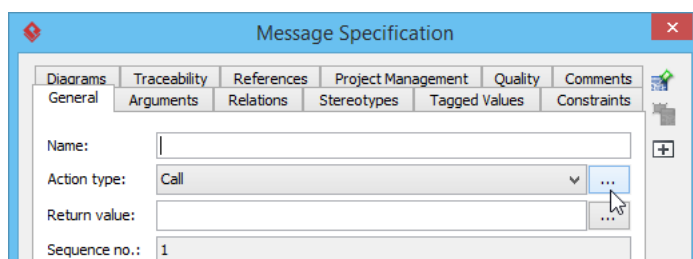 Message Specification
Diagrams Traceability References Project Management Quality Comments
General Arguments Relations Stereotypes Tagged Values Constraints
Name:
Action type: Call ...
Return value: ...
Sequence no.: 1